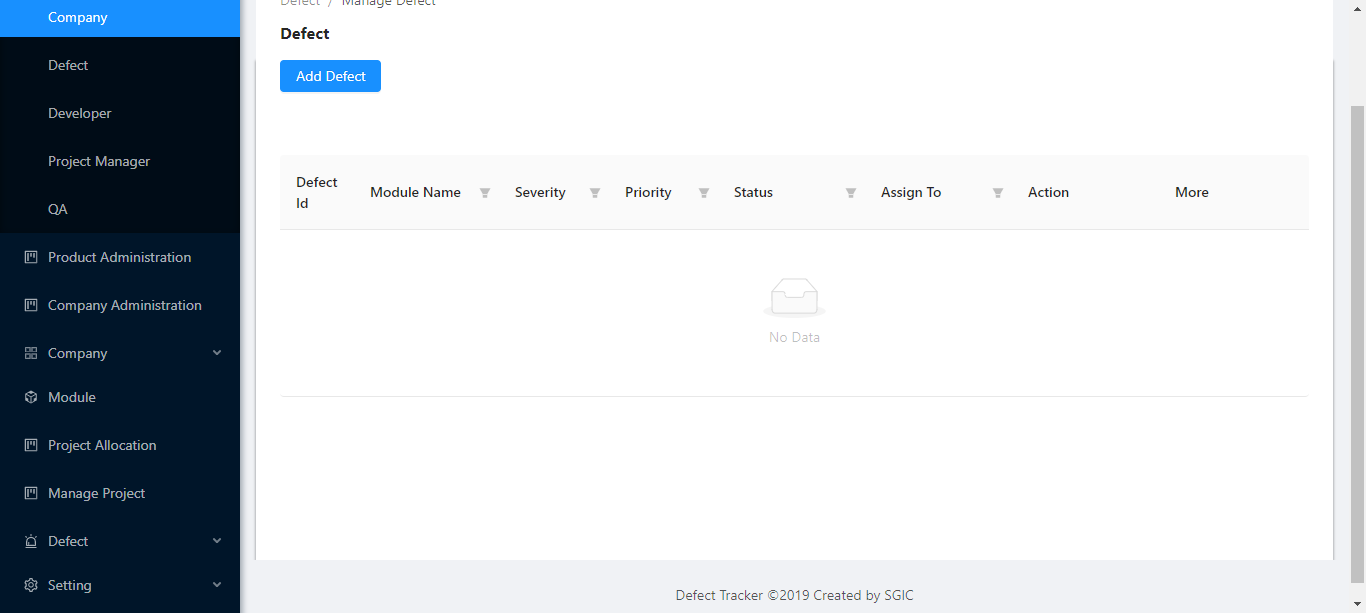 Company
Defect
Developer
Project Manager
QA
Product Administration
Company Administration
Company
Module
Project Allocation
Manage Project
Defect
Setting
Defect / Manage Defect
Defect
Add Defect
Defect Id Module Name Severity Priority Status Assign To Action More
No Data
Defect Tracker ©2019 Created by SGIC